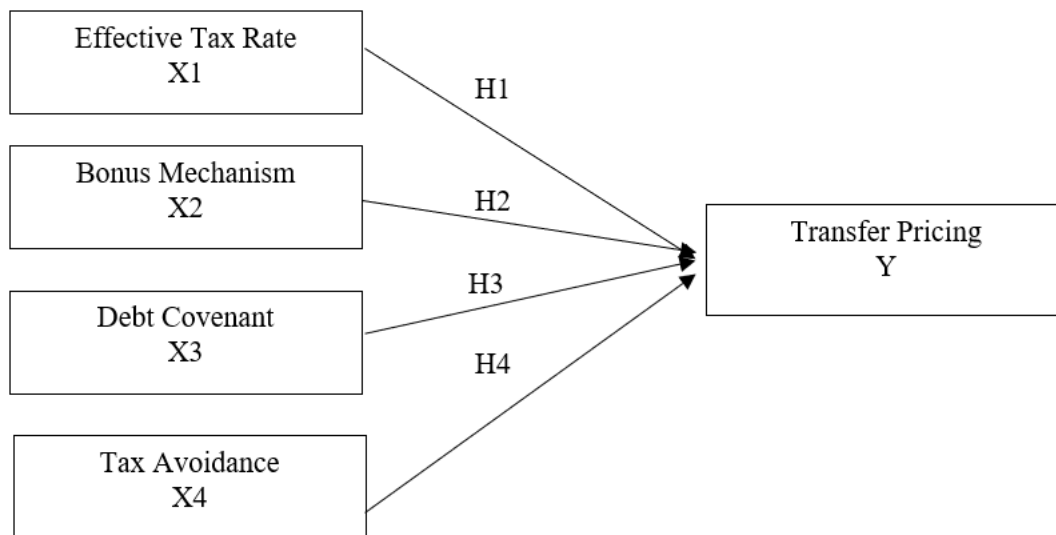 Effective Tax Rate
X1
H1
Bonus Mechanism
X2
H2
Transfer Pricing
Y
Debt Covenant
X3
H3
H4
Tax Avoidance
X4